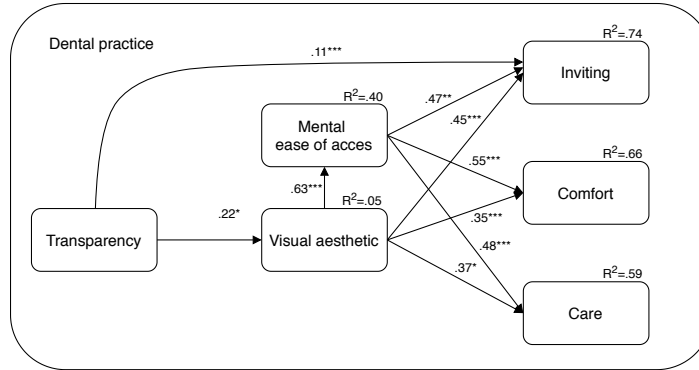 Dental practice
R²=.74
.11***
Inviting
.47**
R²=.40
.45***
Mental
ease of acces
R²=.66
.55***
.63***
R²=.05
Comfort
.22*
.35***
Transparency
Visual aesthetic
.48***
.37*
R²=.59
Care